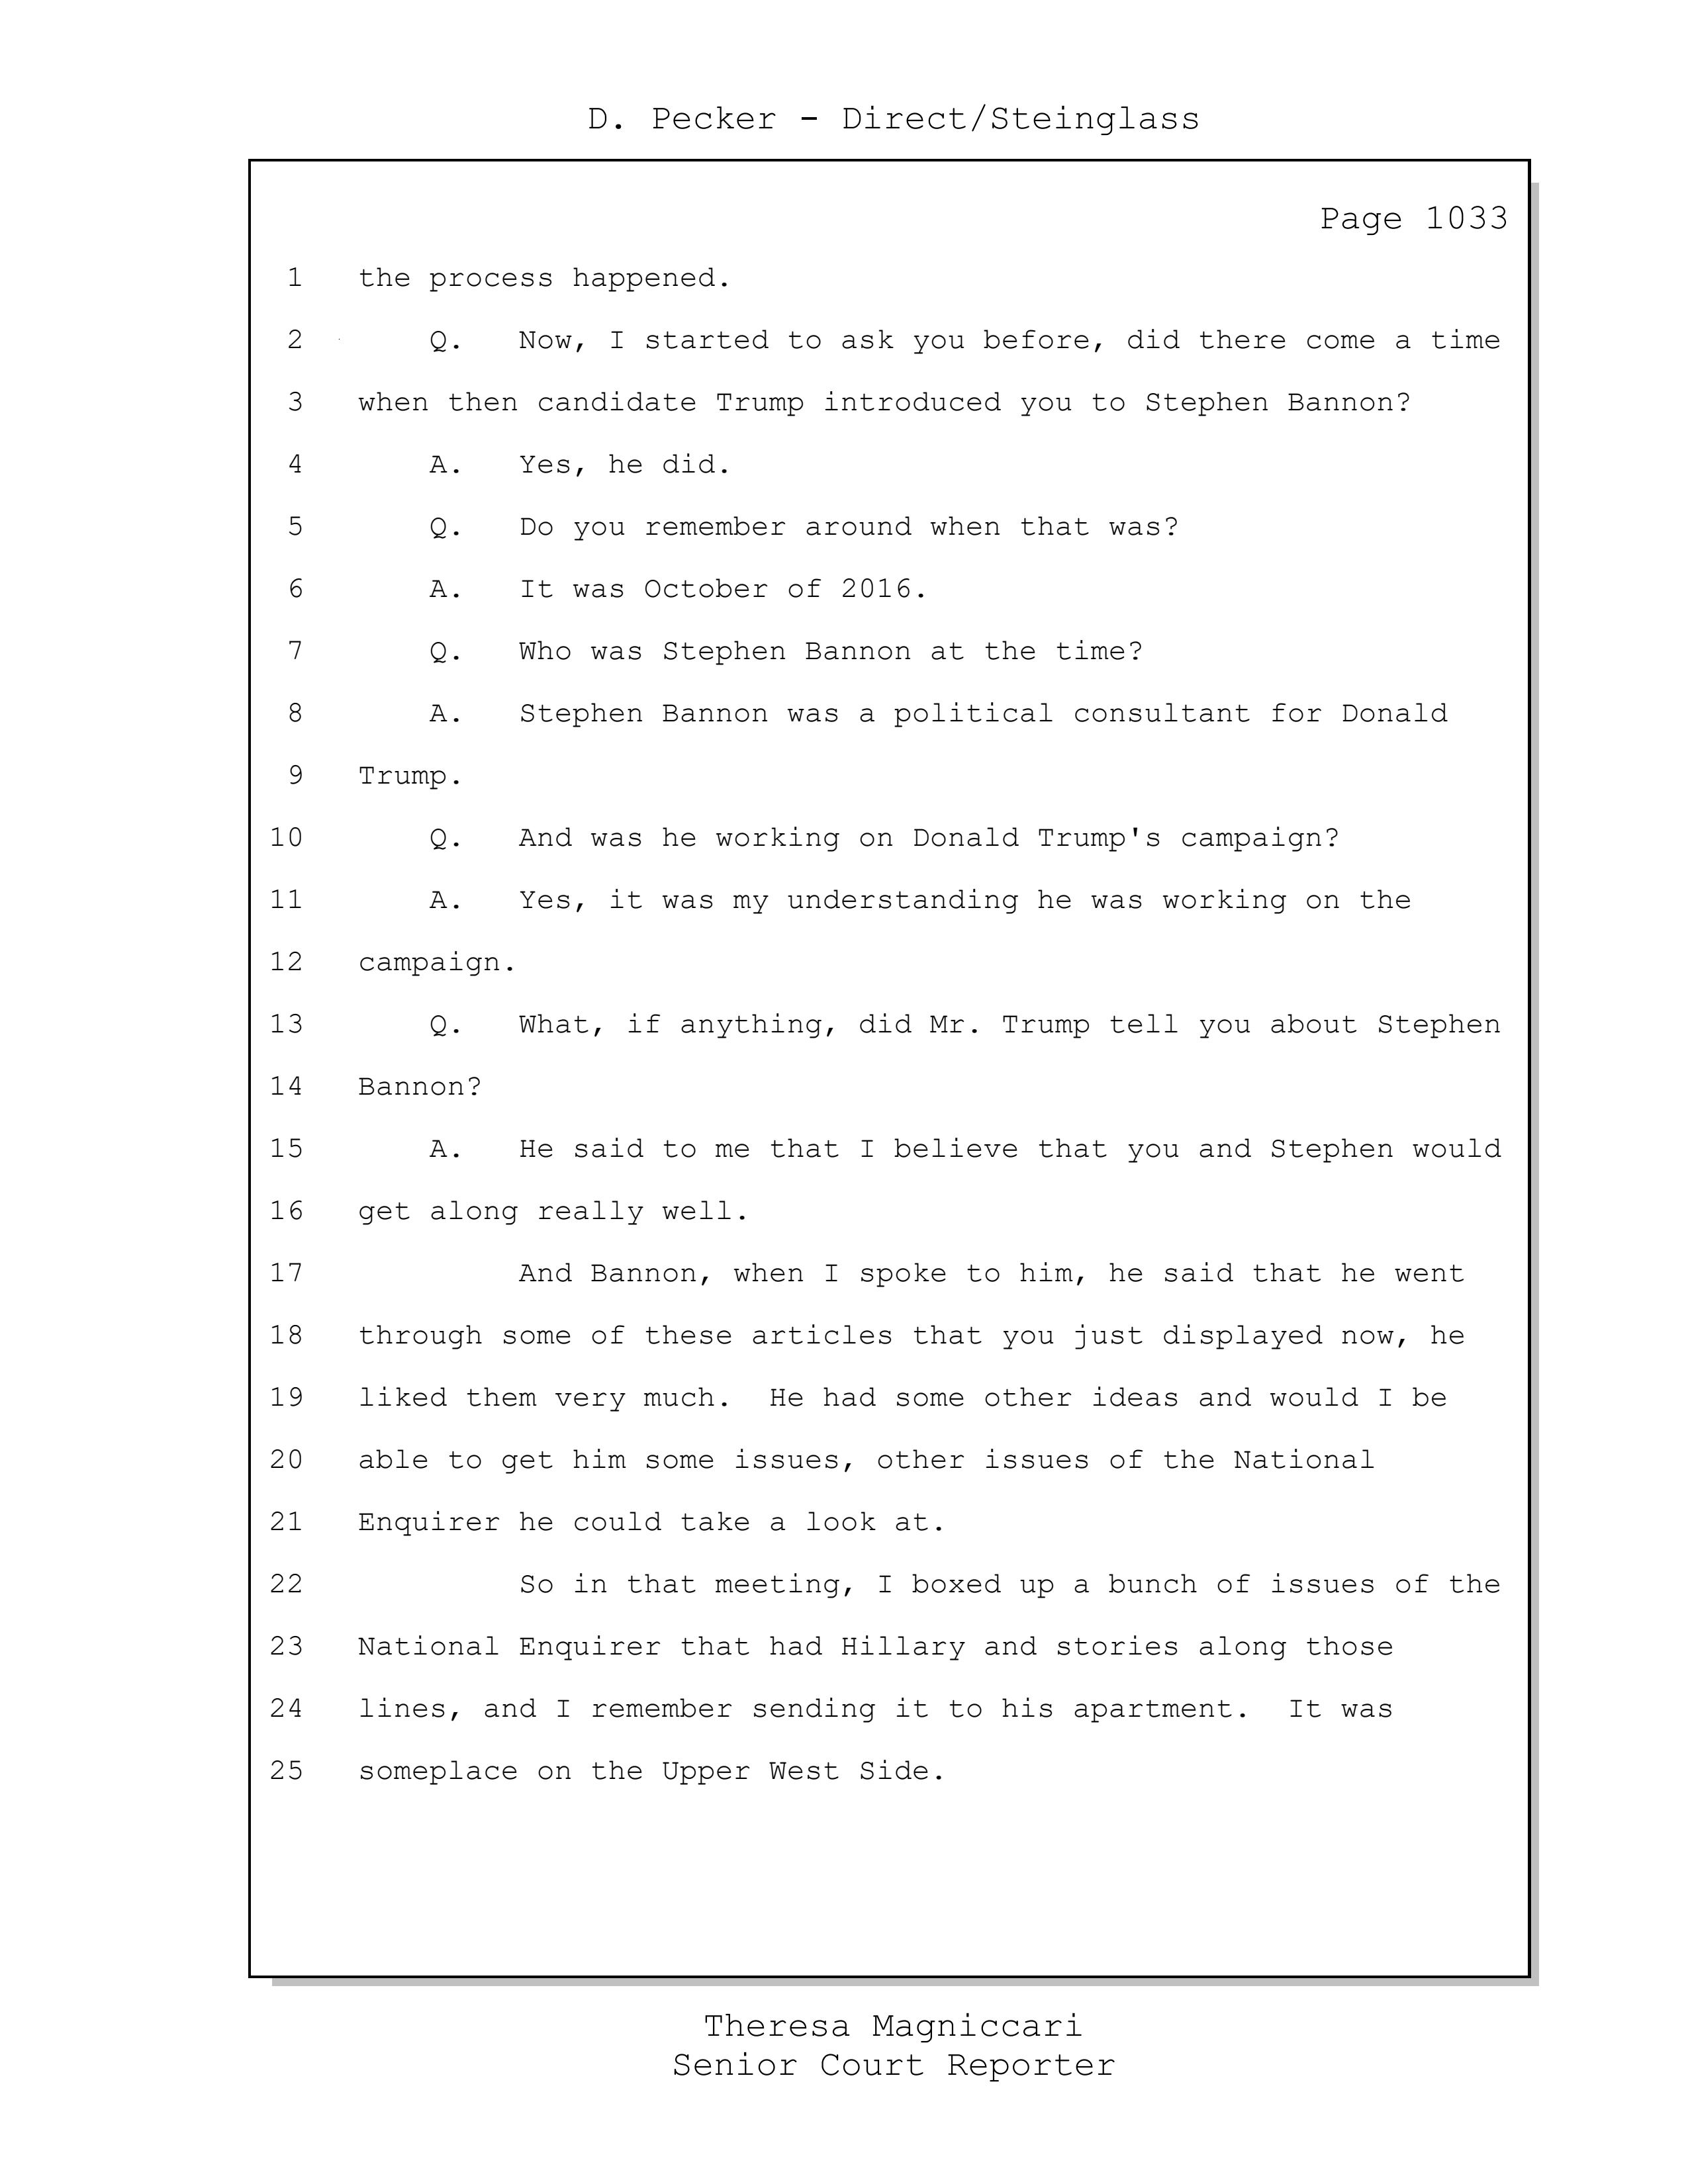 D. Pecker - Direct/Steinglass
Page 1033
1 the process happened.
2 Q. Now, I started to ask you before, did there come a time
3 when then candidate Trump introduced you to Stephen Bannon?
4 A. Yes, he did.
5 Q. Do you remember around when that was?
6 A. It was October of 2016.
7 Q. Who was Stephen Bannon at the time?
8 A. Stephen Bannon was a political consultant for Donald
9 Trump.
10 Q. And was he working on Donald Trump's campaign?
11 A. Yes, it was my understanding he was working on the
12 campaign.
13 Q. What, if anything, did Mr. Trump tell you about Stephen
14 Bannon?
15 A. He said to me that I believe that you and Stephen would
16 get along really well.
17 And Bannon, when I spoke to him, he said that he went
18 through some of these articles that you just displayed now, he
19 liked them very much. He had some other ideas and would I be
20 able to get him some issues, other issues of the National
21 Enquirer he could take a look at.
22 So in that meeting, I boxed up a bunch of issues of the
23 National Enquirer that had Hillary and stories along those
24 lines, and I remember sending it to his apartment. It was
25 someplace on the Upper West Side.
Theresa Magniccari
Senior Court Reporter